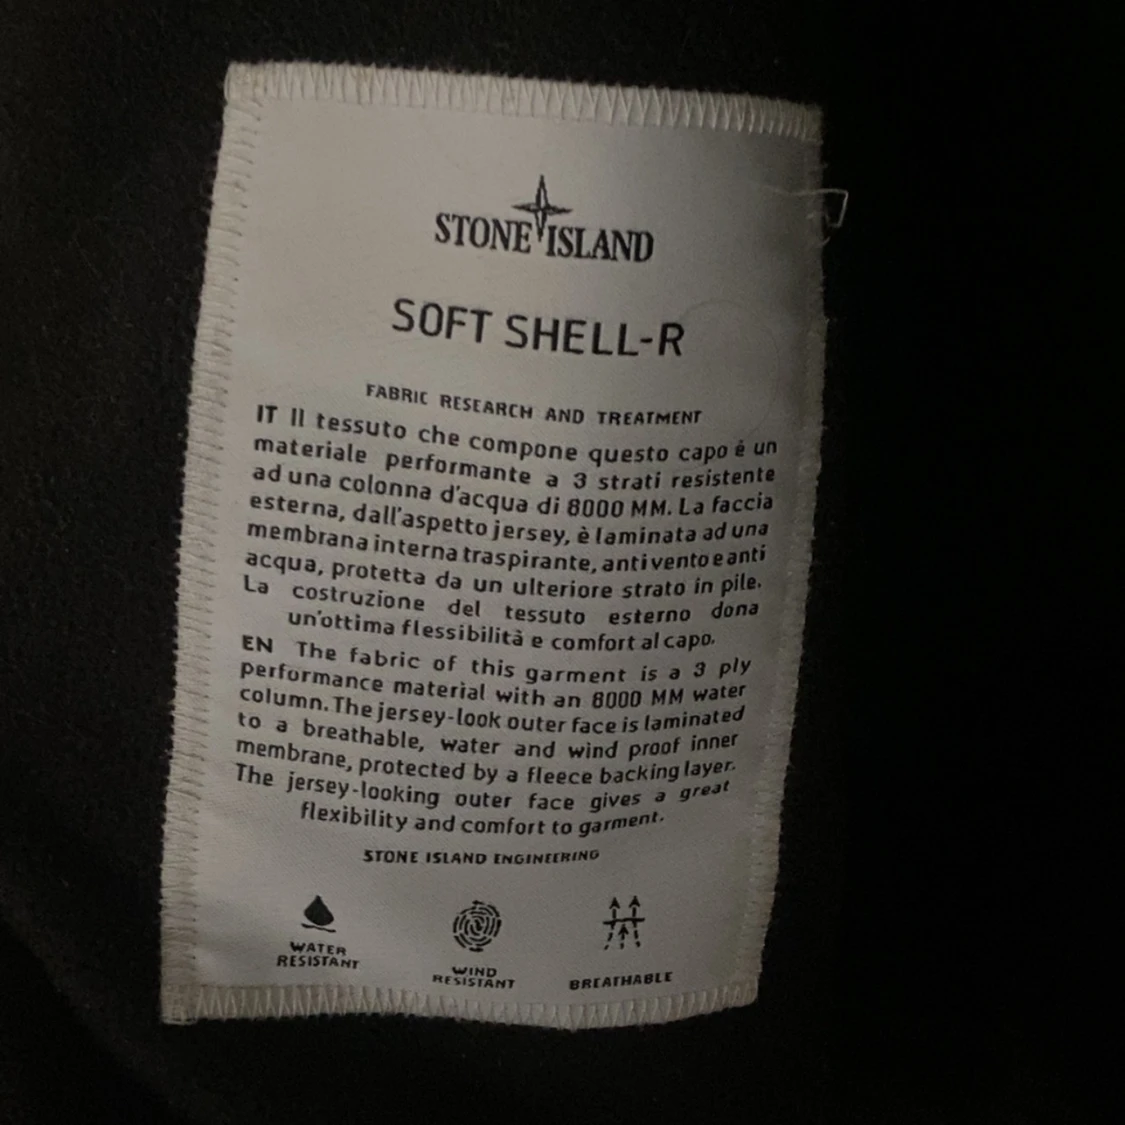 STONE ISLAND
SOFT SHELL-R
FABRIC RESEARCH AND TREATMENT
IT Il tessuto che compone questo capo é un
materiale performante a 3 strati resistente
ad una colonna d'acqua di 8000 MM. La faccia
esterna, dall'aspetto jersey, è laminata ad una
membrana interna traspirante, antivento e anti
acqua, protetta da un ulteriore strato in pile.
La costruzione del tessuto esterno dona
un'ottima flessibilità e comfort al capo.
EN The fabric of this garment is a 3 ply
performance material with an 8000 MM water
column. The jersey-look outer face is laminated
to a breathable, water and wind proof inner
membrane, protected by a fleece backing layer.
The jersey-looking outer face gives a great
flexibility and comfort to garment.
STONE ISLAND ENGINEERING
WATER
RESISTANT
WIND
RESISTANT
BREATHABLE